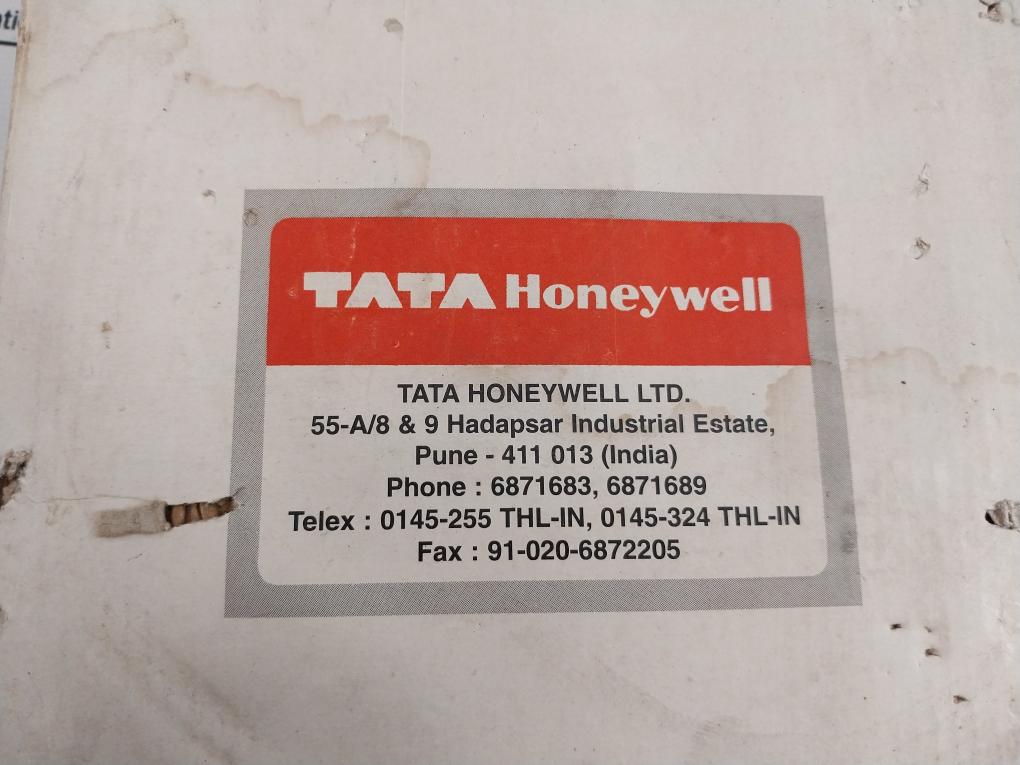 TATA Honeywell
TATA HONEYWELL LTD.
55-A/8 & 9 Hadapsar Industrial Estate,
Pune - 411 013 (India)
Phone : 6871683, 6871689
Telex : 0145-255 THL-IN, 0145-324 THL-IN
Fax : 91-020-6872205